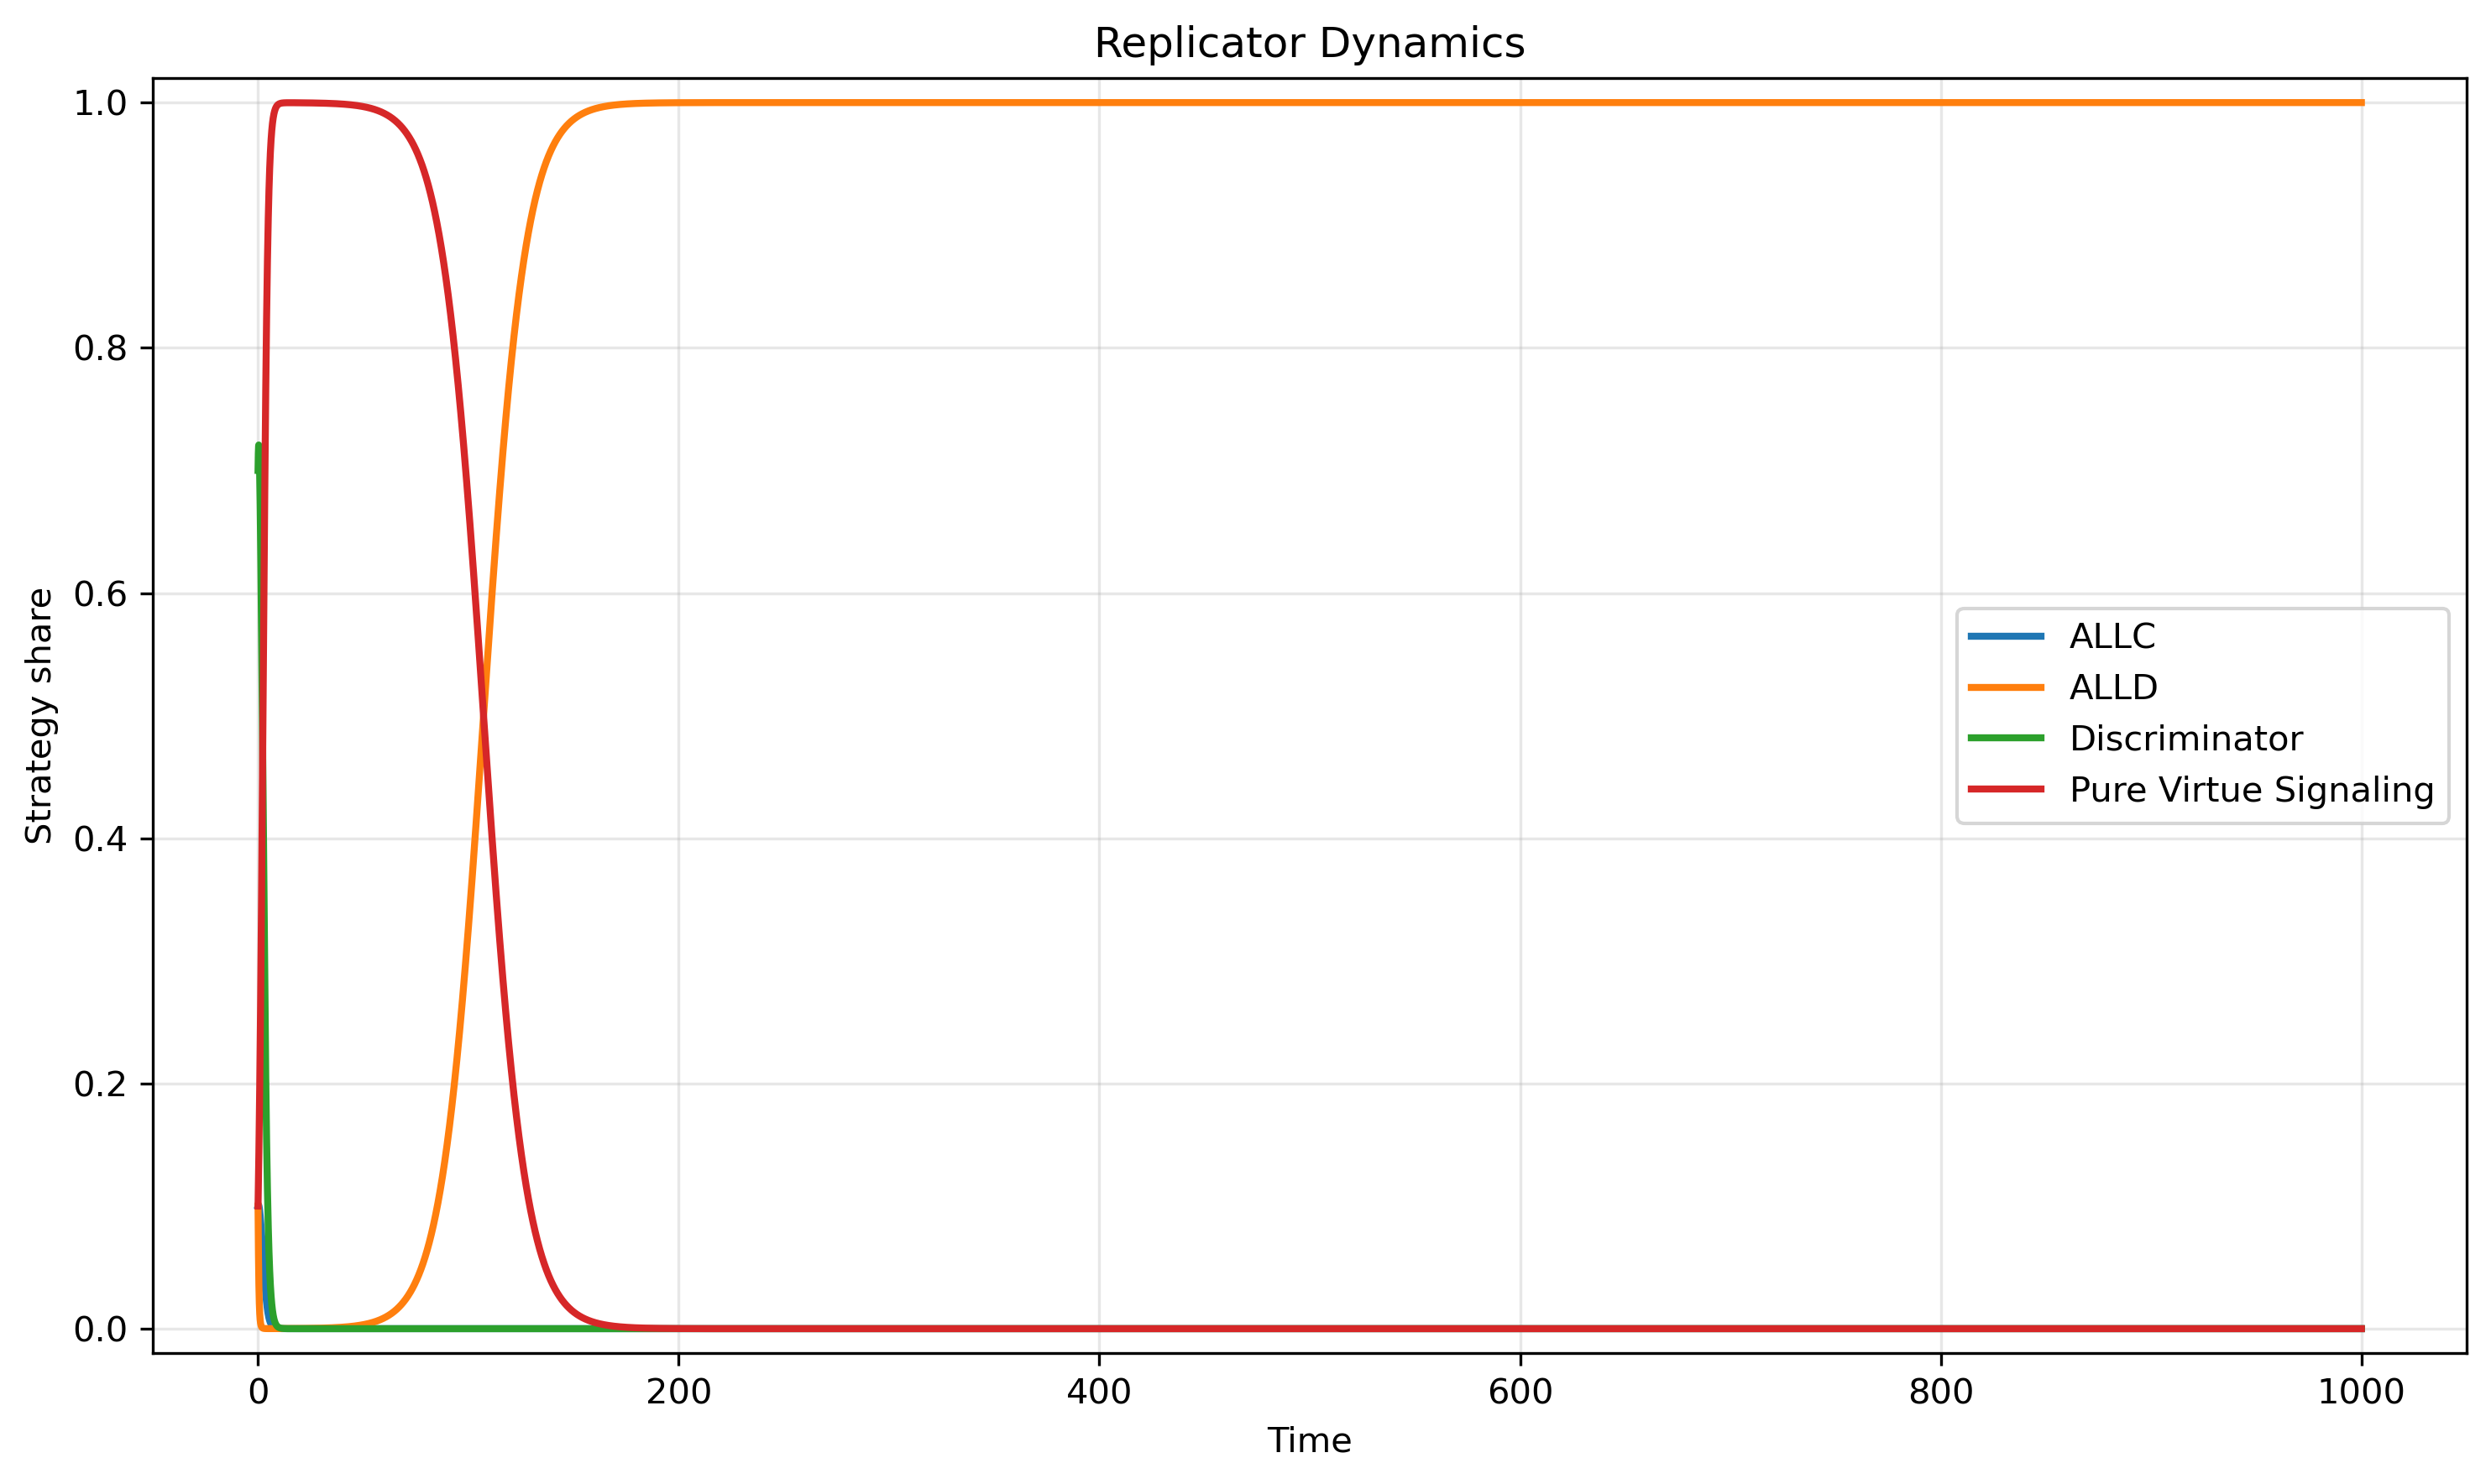 Replicator Dynamics
1.0
0.8
0.6
0.4
0.2
0.0
Strategy share
ALLC
ALLD
Discriminator
Pure Virtue Signaling
0 200 400 600 800 1000
Time